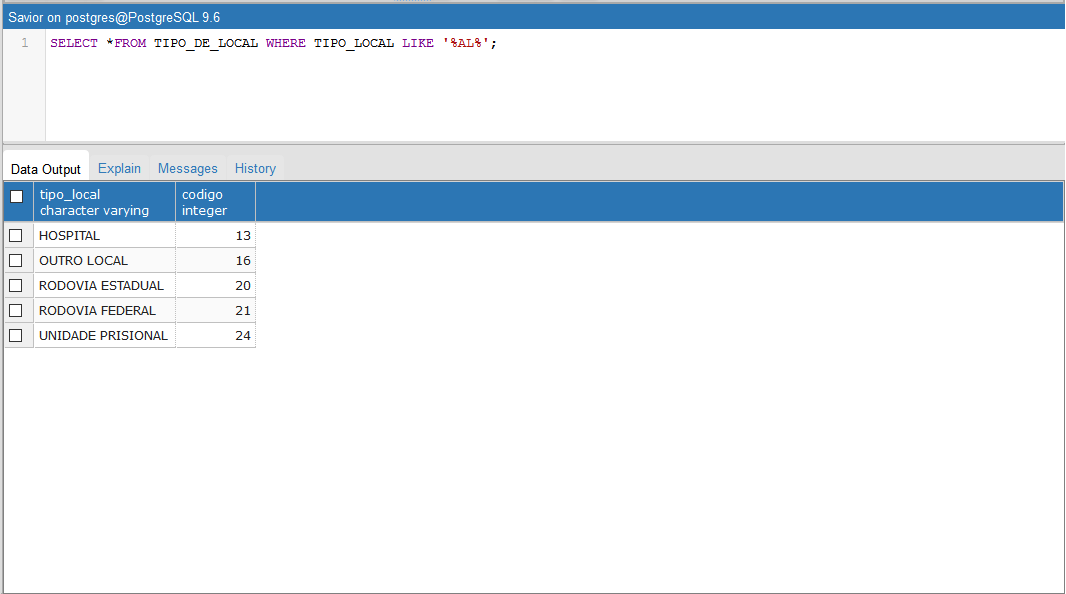 Savior on postgres@PostgreSQL 9.6
1 SELECT *FROM TIPO_DE_LOCAL WHERE TIPO_LOCAL LIKE '%AL%';
Data Output Explain Messages History
tipo_local codigo
character varying integer
HOSPITAL 13
OUTRO LOCAL 16
RODOVIA ESTADUAL 20
RODOVIA FEDERAL 21
UNIDADE PRISIONAL 24